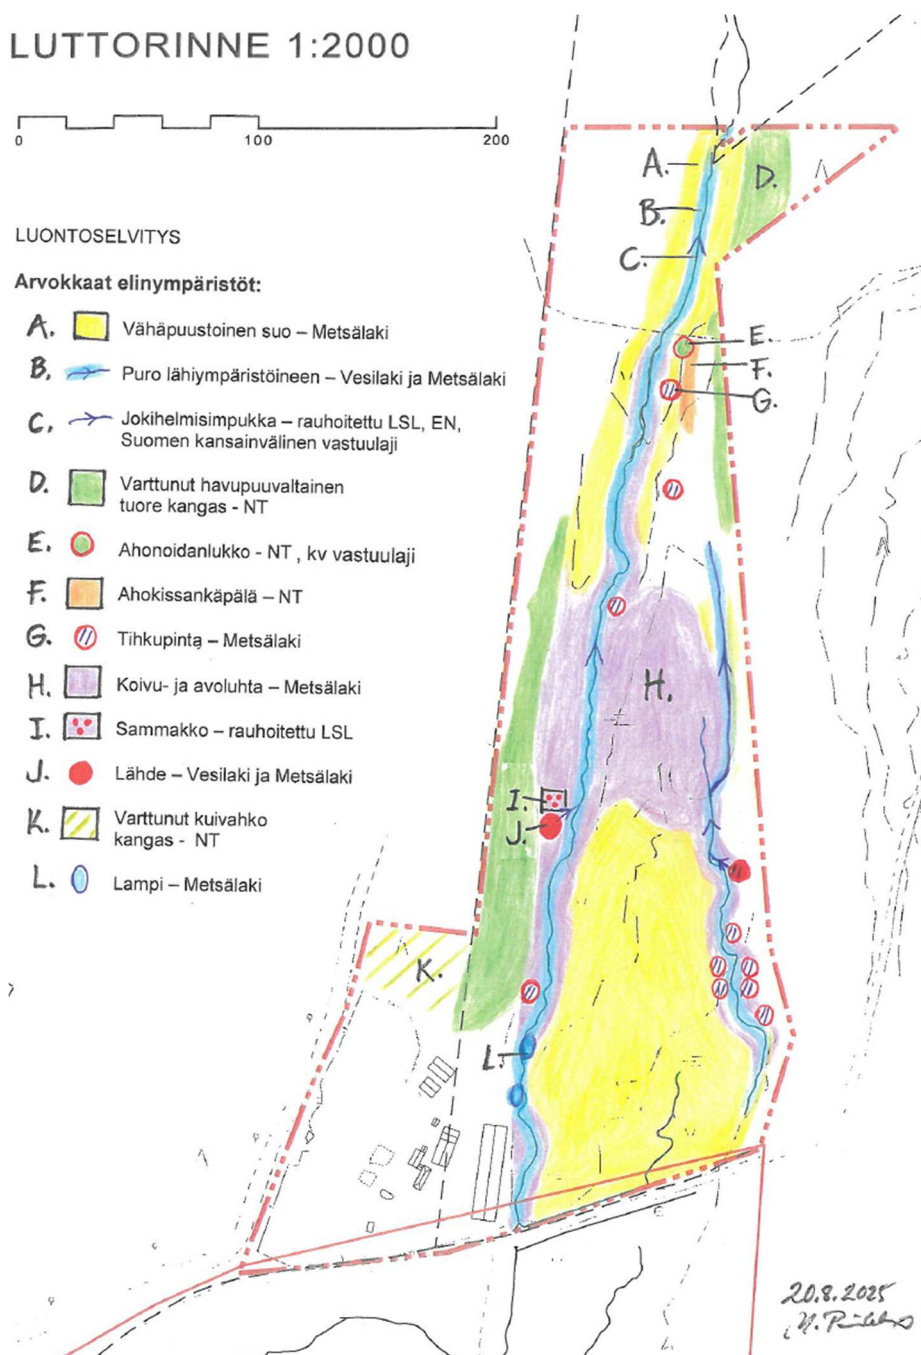 LUTTORINNE 1:2000
0 100 200
LUONTOSELVITYS
Arvokkaat elinympäristöt:
A. Vähäpuustoinen suo – Metsälaki
B. Puro lähiympäristöineen – Vesilaki ja Metsälaki
C. Jokihelmisimpukka – rauhoitettu LSL, EN,
Suomen kansainvälinen vastuulaji
D. Varttunut havupuuvaltainen
tuore kangas - NT
E. Ahonoidanlukko - NT , kv vastuulaji
F. Ahokissankäpälä – NT
G. Tihkupinta – Metsälaki
H. Koivu- ja avoluhta – Metsälaki
I. Sammakko – rauhoitettu LSL
J. Lähde – Vesilaki ja Metsälaki
K. Varttunut kuivahko
kangas - NT
L. Lampi – Metsälaki
A.
D.
B.
C.
E.
F.
G.
H.
I.
J.
K.
L.
20.8.2025